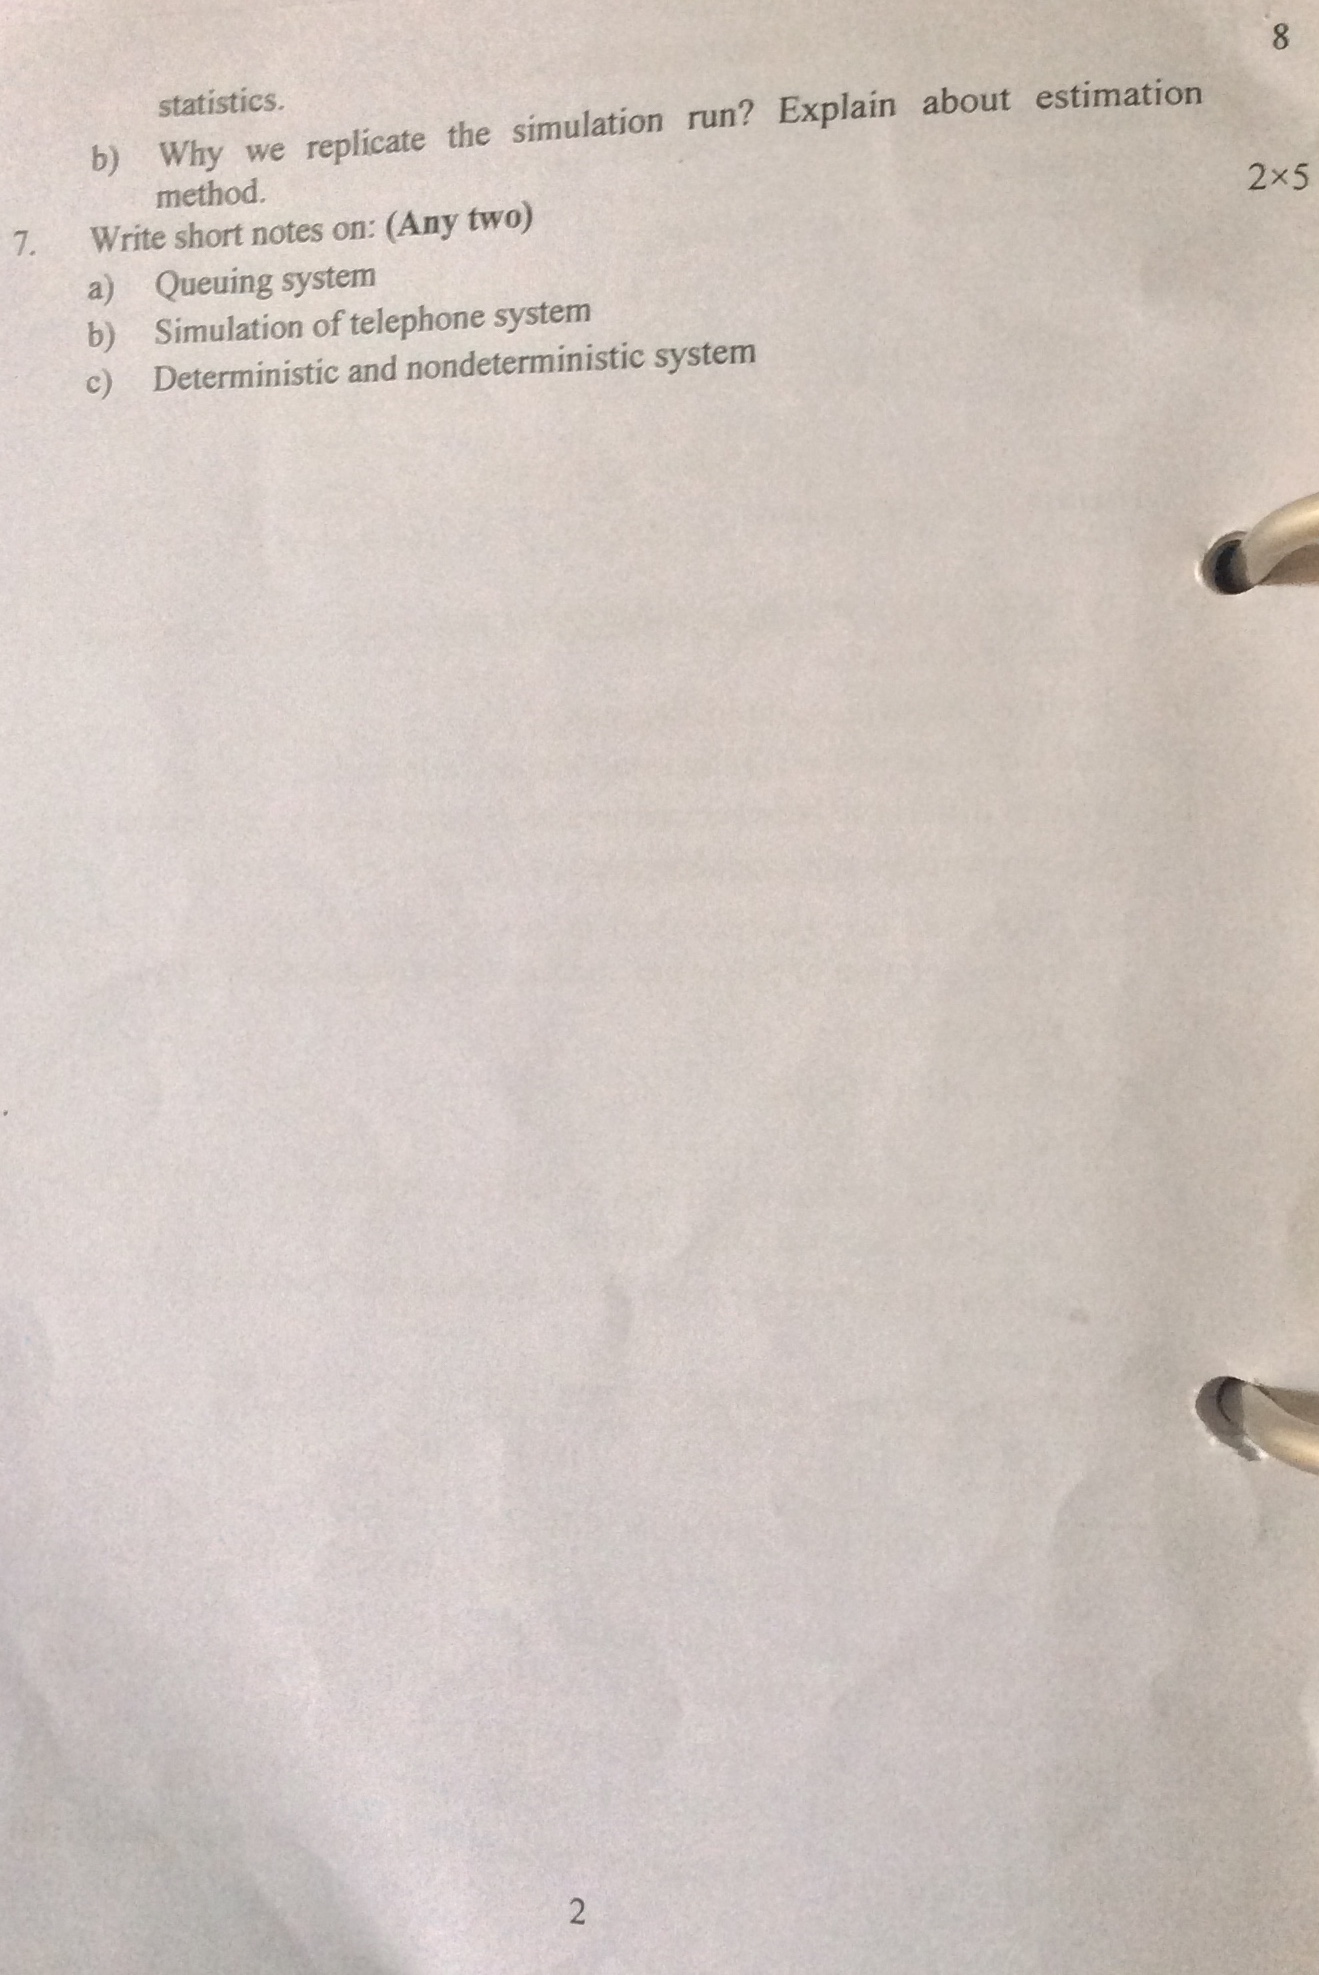 8
statistics.
b) Why we replicate the simulation run? Explain about estimation
method.
2×5
7. Write short notes on: (Any two)
a) Queuing system
b) Simulation of telephone system
c) Deterministic and nondeterministic system
2